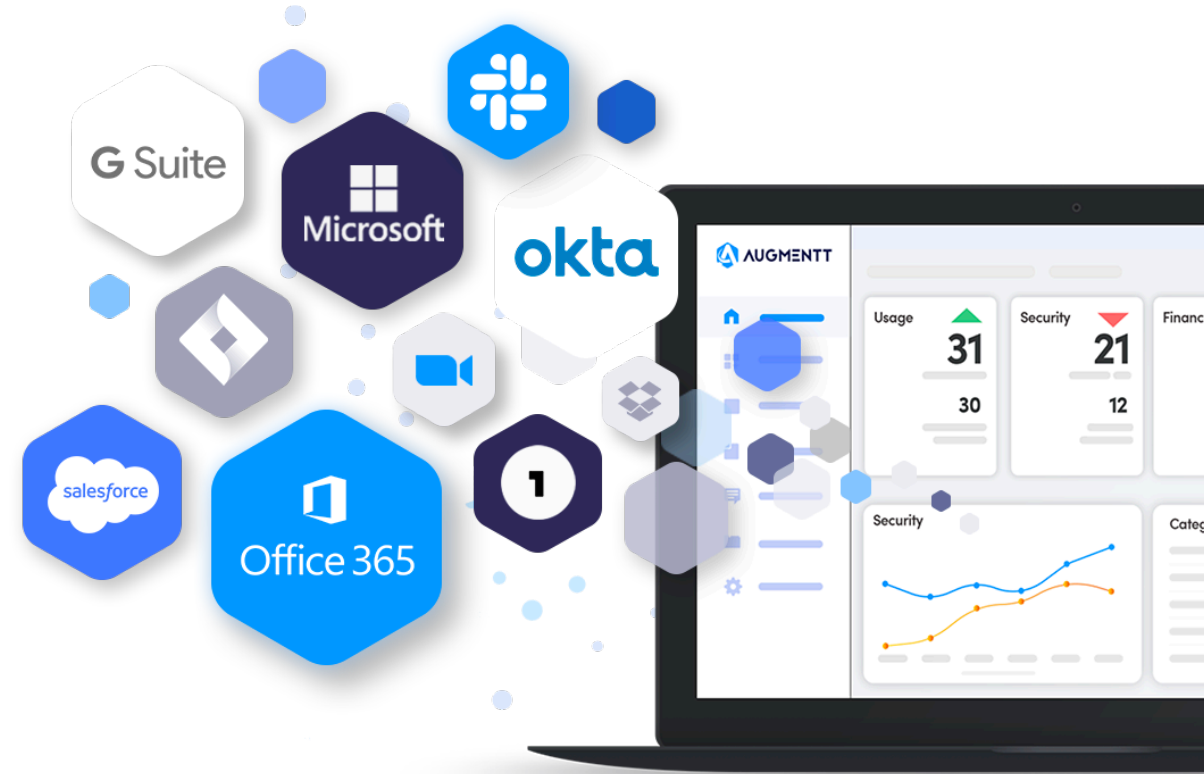 G Suite
Microsoft
okta
salesforce
Office 365
1
AUGMENTT
Usage
31
30
Security
21
12
Financ
Security
Categ